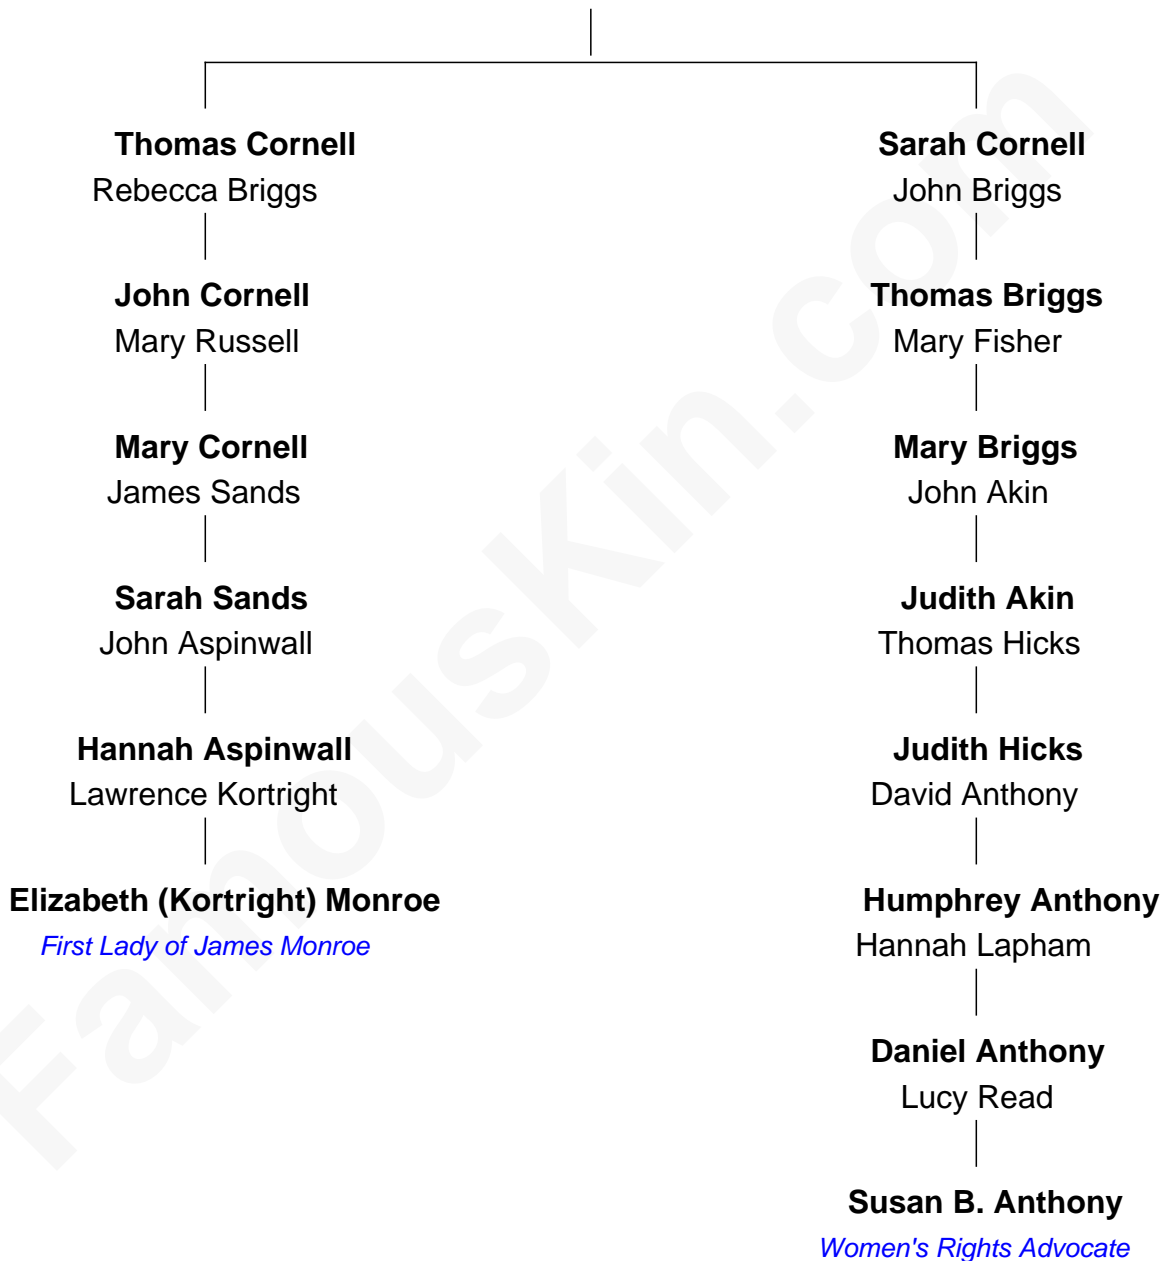 Thomas Cornell
Rebecca Briggs
John Cornell
Mary Russell
Mary Cornell
James Sands
Sarah Sands
John Aspinwall
Hannah Aspinwall
Lawrence Kortright
Elizabeth (Kortright) Monroe
First Lady of James Monroe
Sarah Cornell
John Briggs
Thomas Briggs
Mary Fisher
Mary Briggs
John Akin
Judith Akin
Thomas Hicks
Judith Hicks
David Anthony
Humphrey Anthony
Hannah Lapham
Daniel Anthony
Lucy Read
Susan B. Anthony
Women's Rights Advocate
FamousKin.com